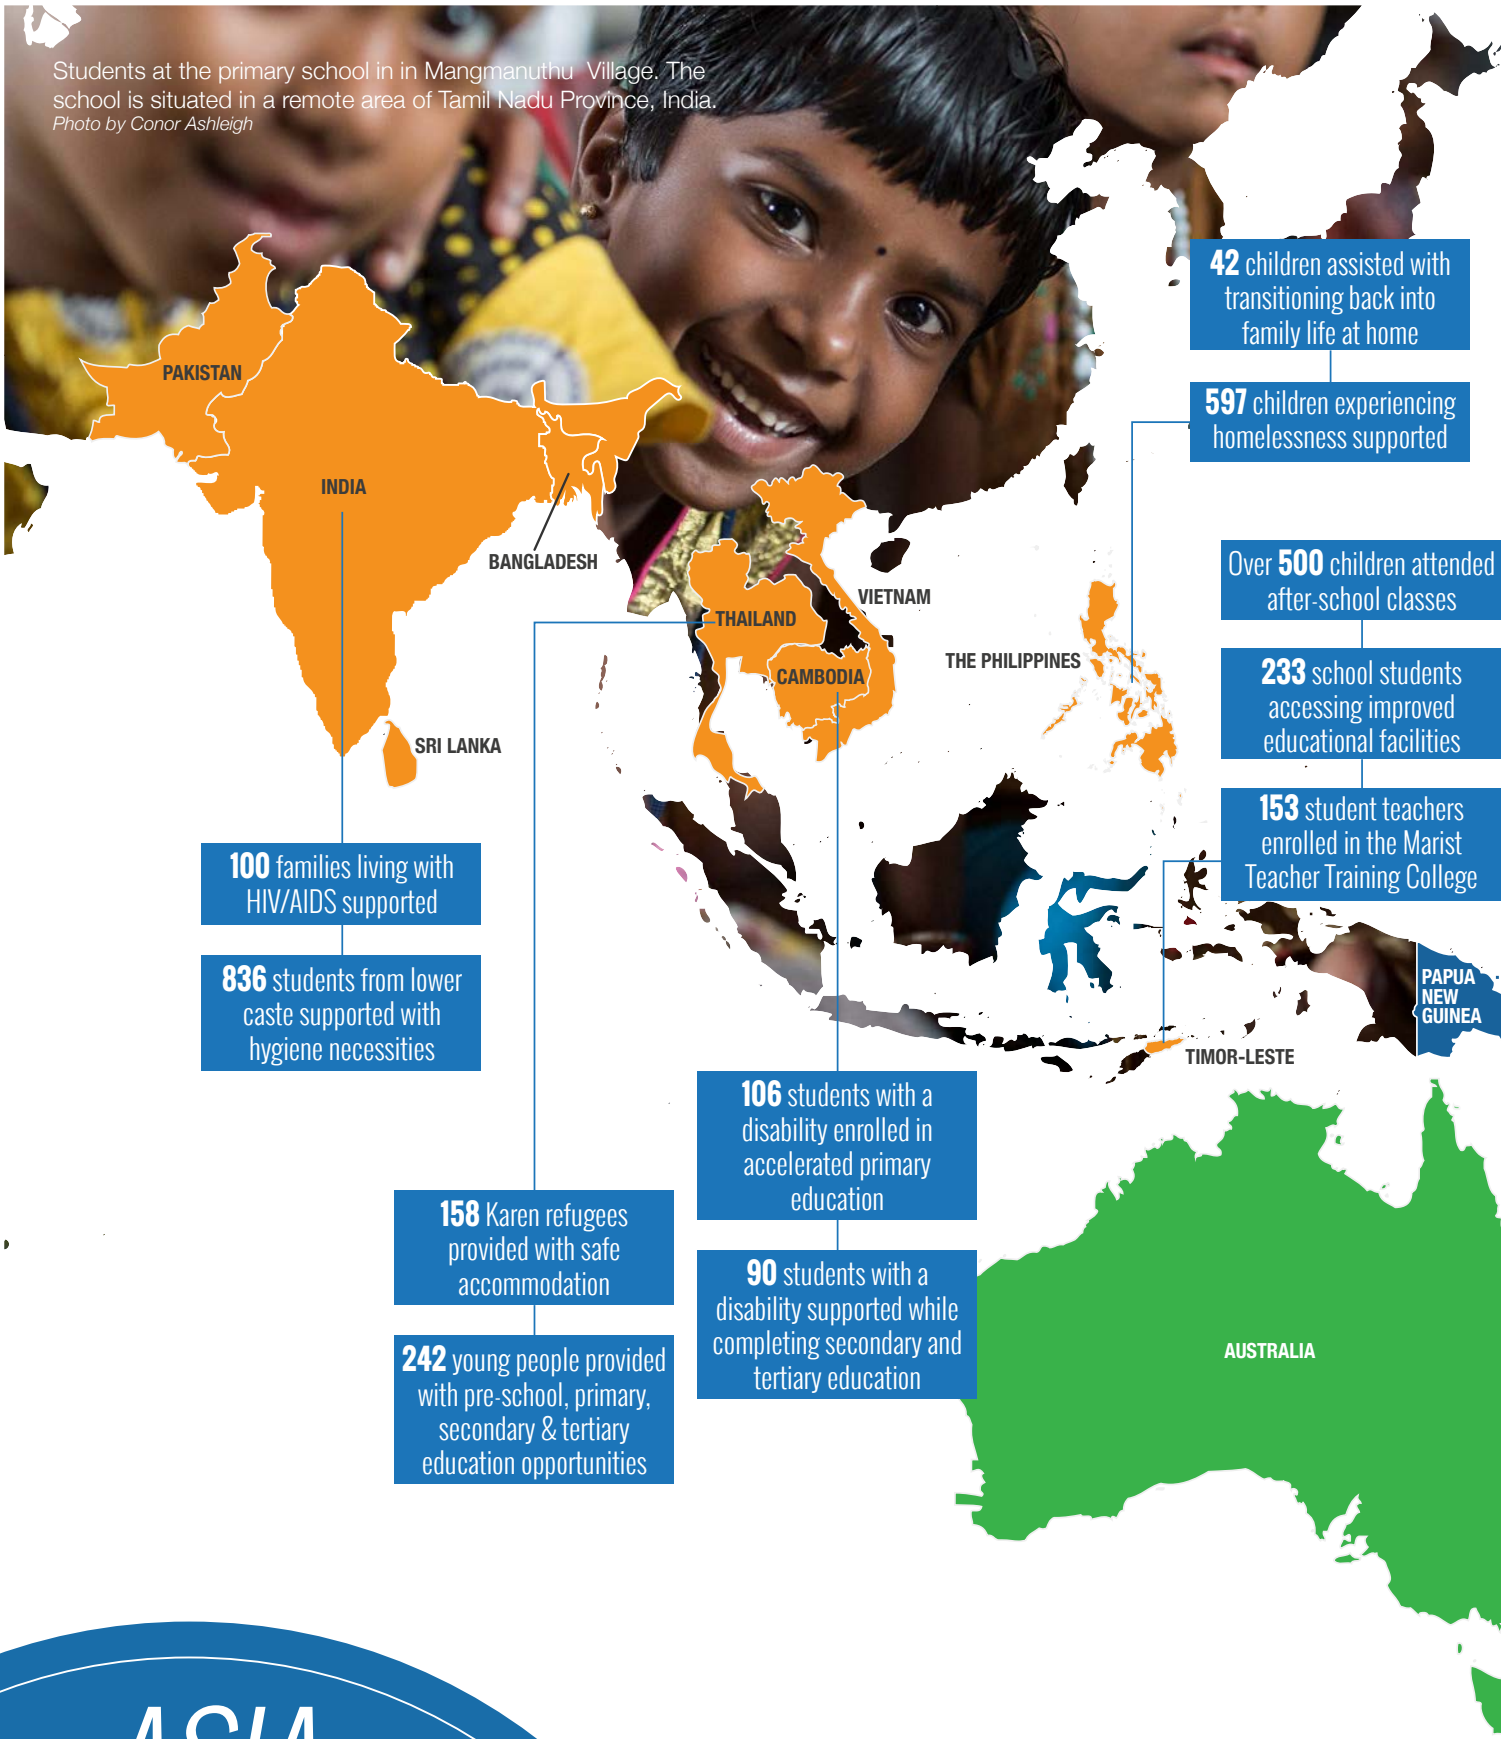 Students at the primary school in in Mangmanuthu Village. The
school is situated in a remote area of Tamil Nadu Province, India.
Photo by Conor Ashleigh
42 children assisted with
transitioning back into
family life at home
597 children experiencing
homelessness supported
PAKISTAN
INDIA
BANGLADESH
VIETNAM
THAILAND
CAMBODIA
THE PHILIPPINES
SRI LANKA
Over 500 children attended
after-school classes
233 school students
accessing improved
educational facilities
153 student teachers
enrolled in the Marist
Teacher Training College
100 families living with
HIV/AIDS supported
836 students from lower
caste supported with
hygiene necessities
PAPUA
NEW
GUINEA
TIMOR-LESTE
106 students with a
disability enrolled in
accelerated primary
education
158 Karen refugees
provided with safe
accommodation
90 students with a
disability supported while
completing secondary and
tertiary education
242 young people provided
with pre-school, primary,
secondary & tertiary
education opportunities
AUSTRALIA
ASIA